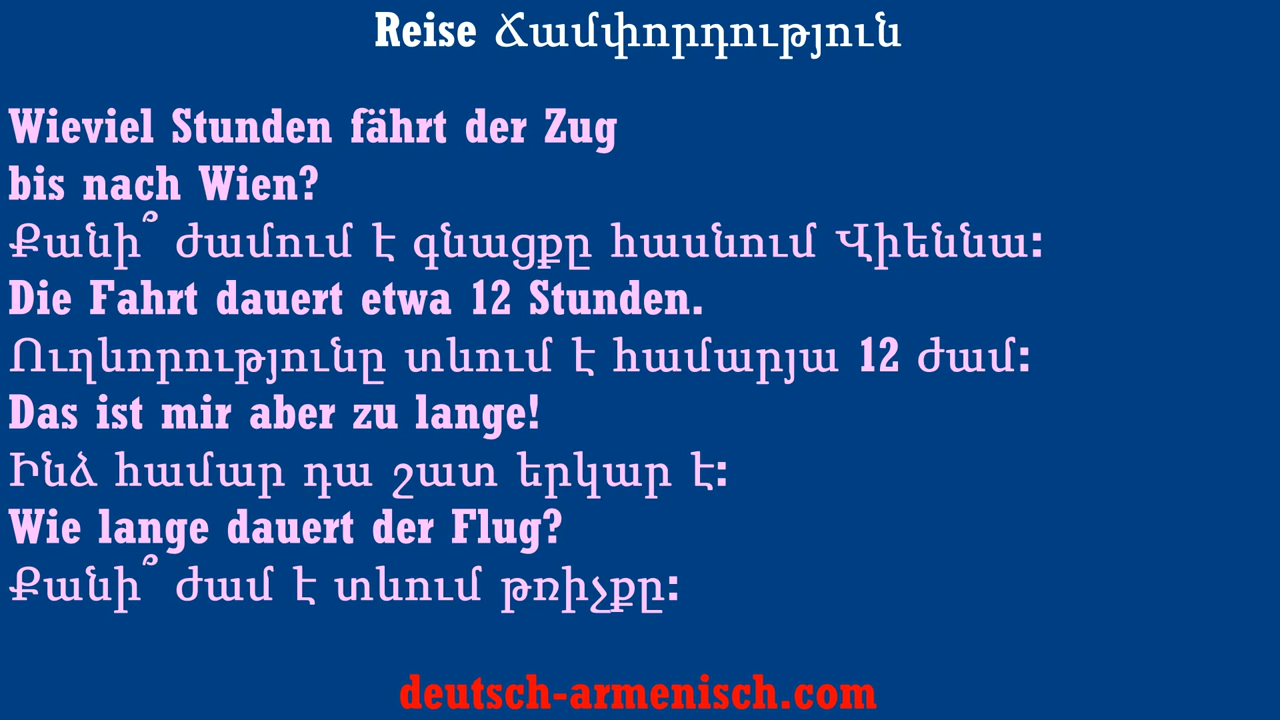 Reise Ճամփորդություն
Wieviel Stunden fährt der Zug
bis nach Wien?
Քանի՞ ժամում է գնացքը հասնում Վիեննա:
Die Fahrt dauert etwa 12 Stunden.
Ուղևորությունը տևում է համարյա 12 ժամ:
Das ist mir aber zu lange!
Ինձ համար դա շատ երկար է:
Wie lange dauert der Flug?
Քանի՞ ժամ է տևում թռիչքը:
deutsch-armenisch.com